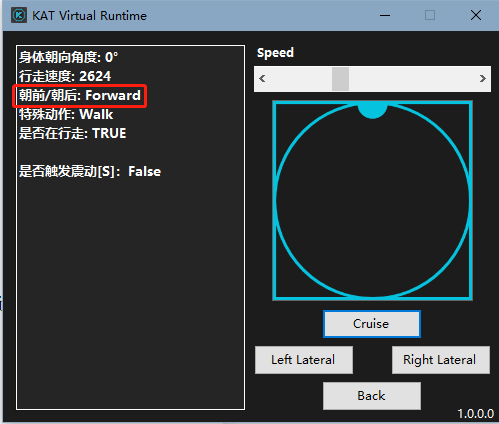 KAT Virtual Runtime
身体朝向角度: 0°
行走速度: 2624
朝前/朝后: Forward
特殊动作: Walk
是否在行走: TRUE
是否触发震动[S]: False
Speed
Cruise
Left Lateral
Right Lateral
Back
1.0.0.0